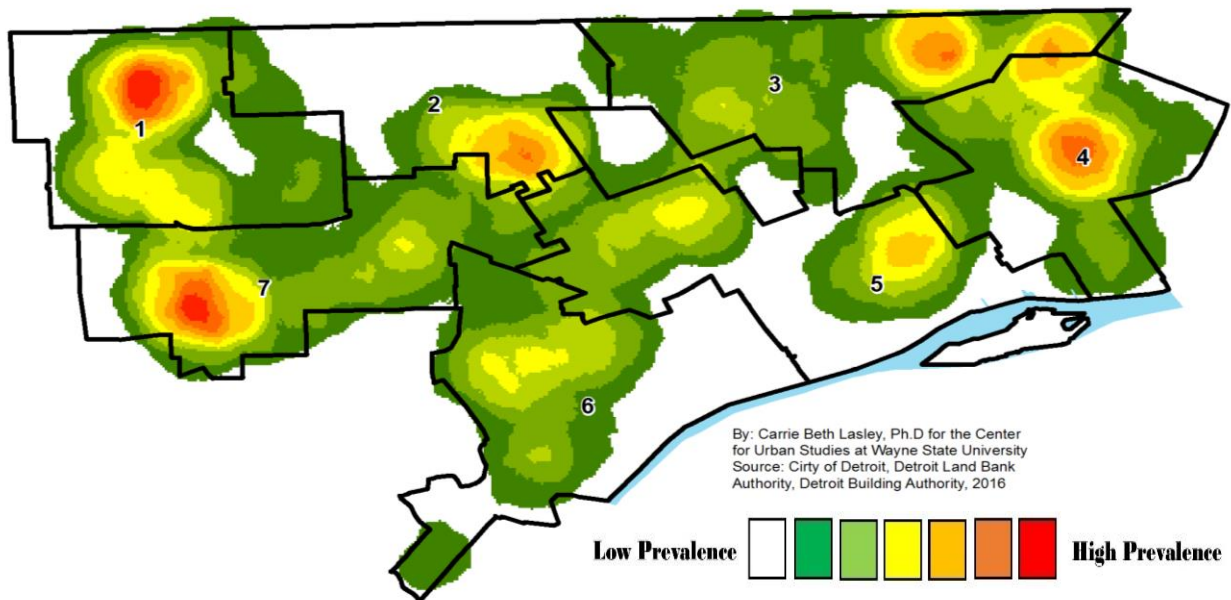 1
2
3
4
5
6
7
By: Carrie Beth Lasley, Ph.D for the Center
for Urban Studies at Wayne State University
Source: Cirty of Detroit, Detroit Land Bank
Authority, Detroit Building Authority, 2016
Low Prevalence
High Prevalence